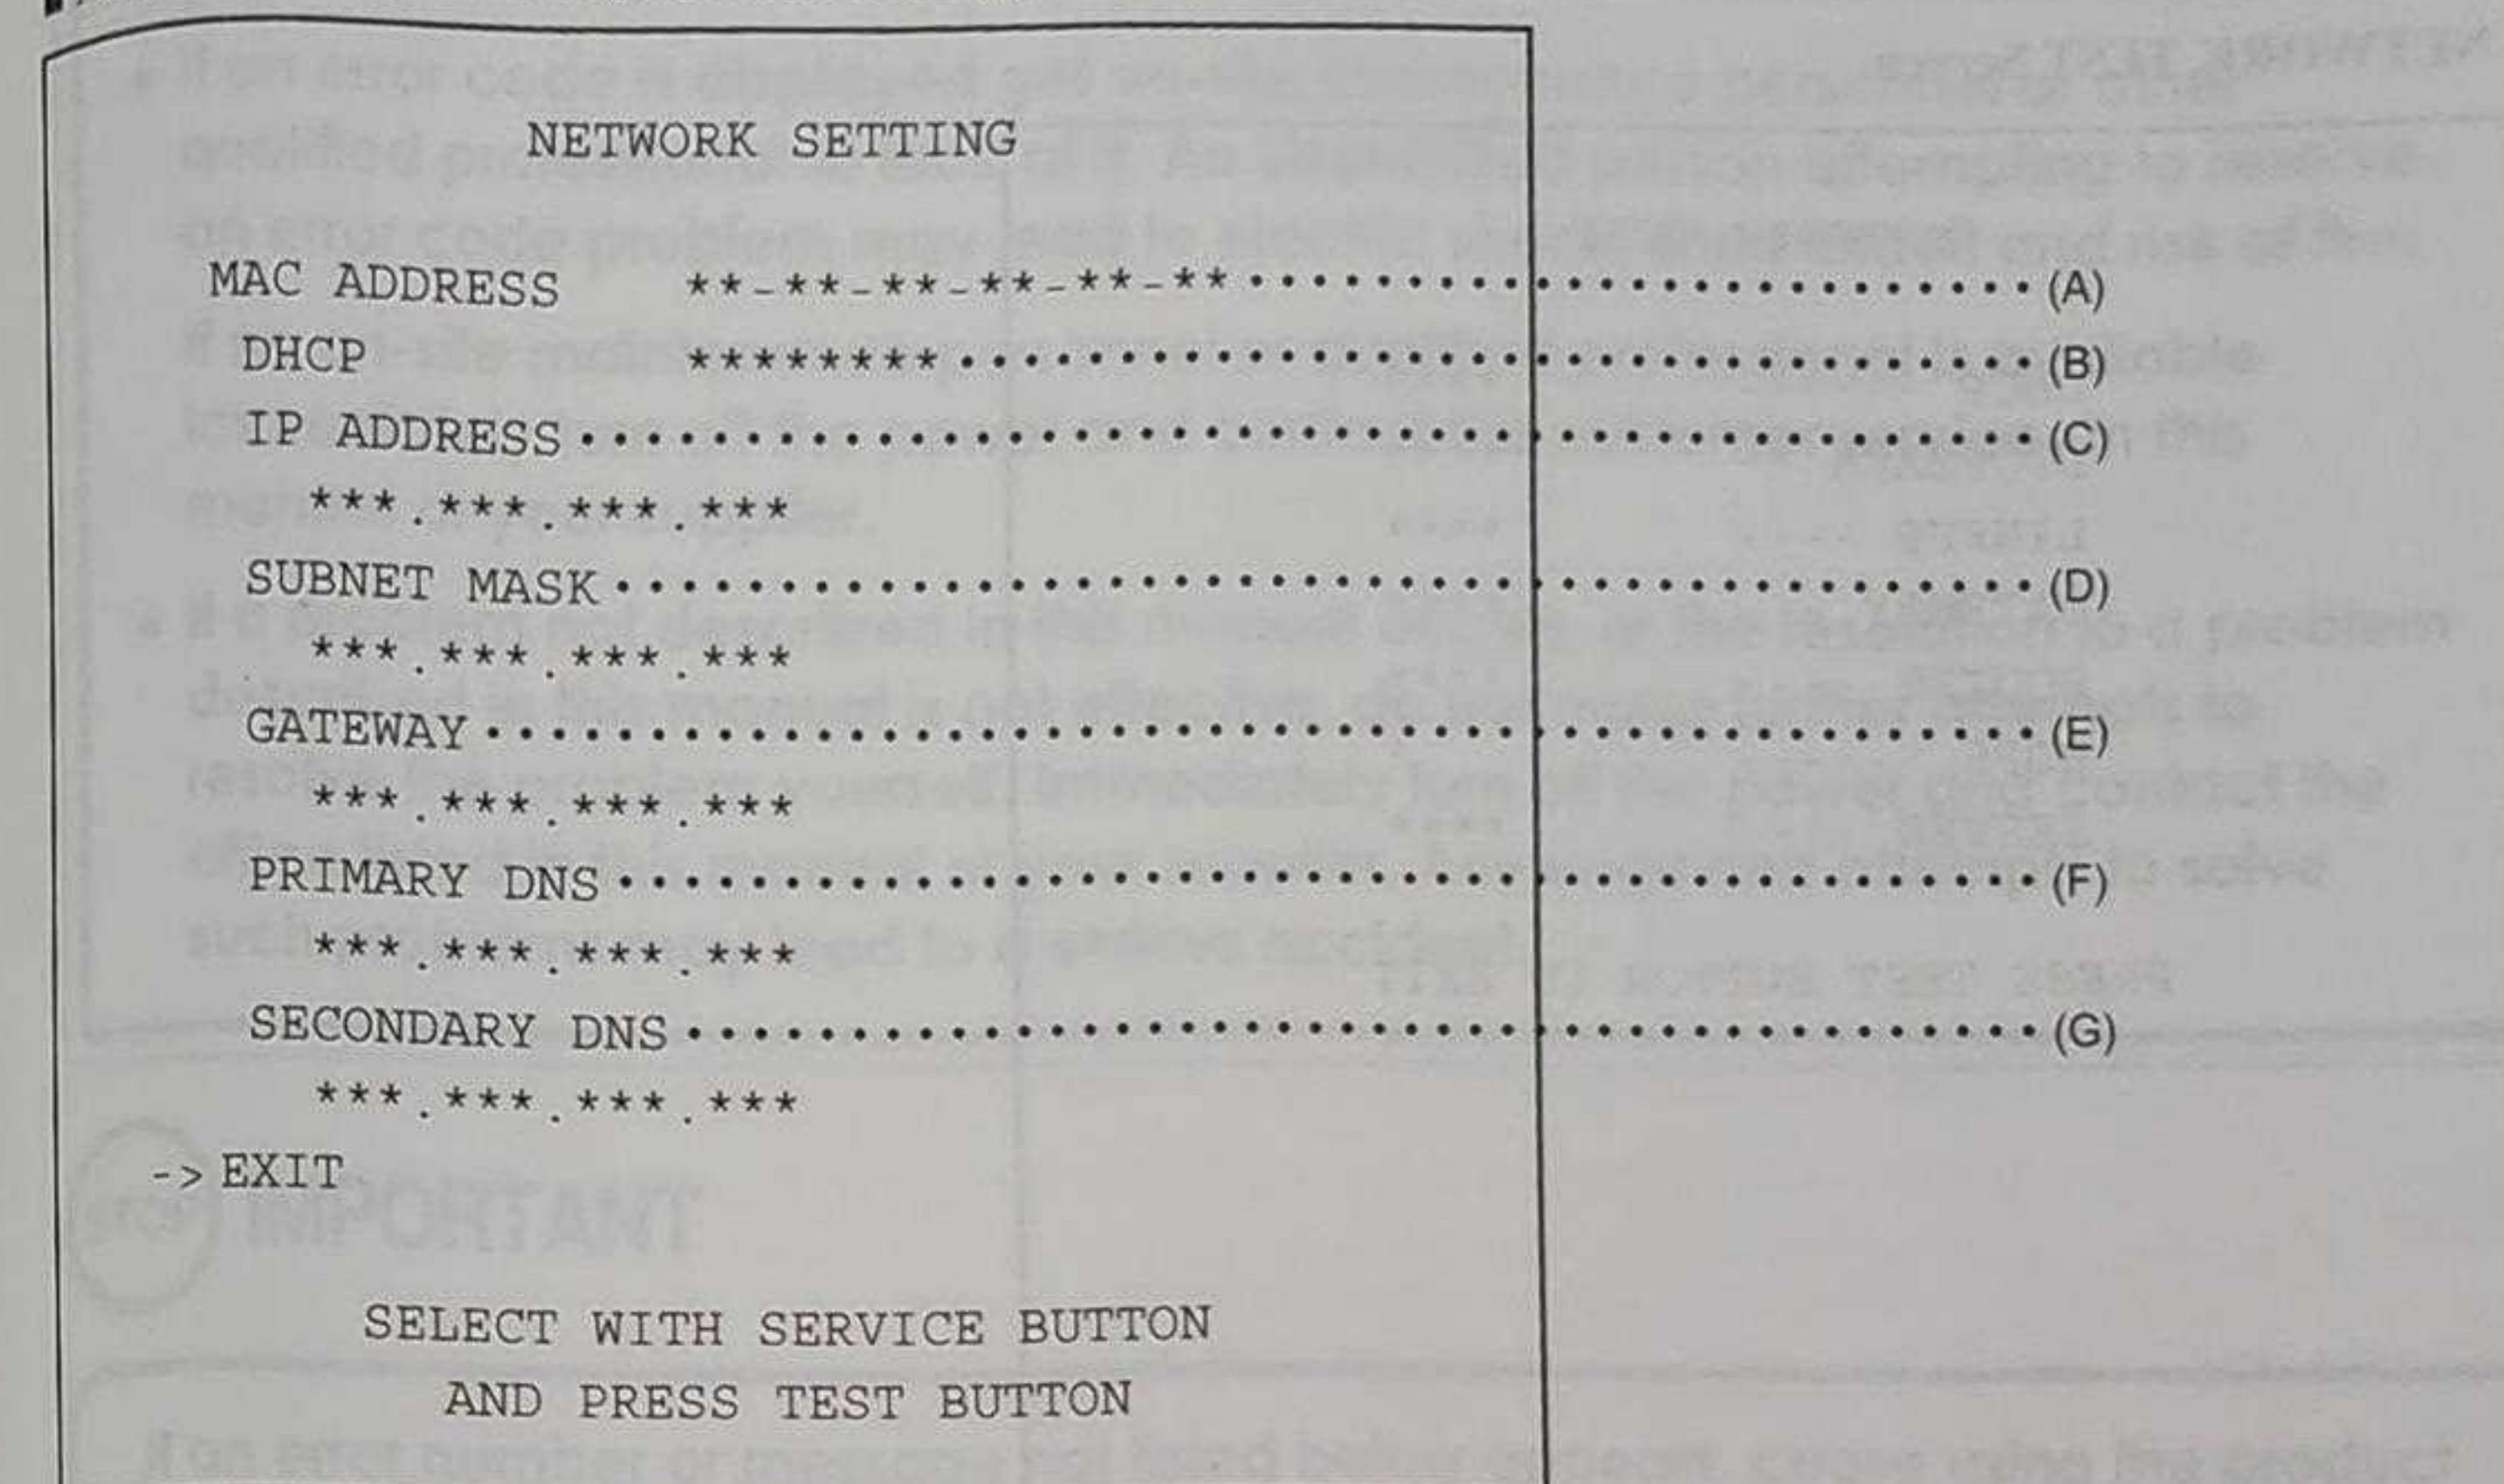 NETWORK SETTING
MAC ADDRESS **-**-**-**-**-** •••••••••••••••••••••••• (A)
DHCP ******** ••••••••••••••••••••••••••••••••• (B)
IP ADDRESS ••••••••••••••••••••••••••••••••••••••••••••• (C)
***.***.***.***
SUBNET MASK •••••••••••••••••••••••••••••••••••••••••••• (D)
***.***.***.***
GATEWAY •••••••••••••••••••••••••••••••••••••••••••••••• (E)
***.***.***.***
PRIMARY DNS •••••••••••••••••••••••••••••••••••••••••••• (F)
***.***.***.***
SECONDARY DNS •••••••••••••••••••••••••••••••••••••••••• (G)
***.***.***.***
-> EXIT
SELECT WITH SERVICE BUTTON
AND PRESS TEST BUTTON